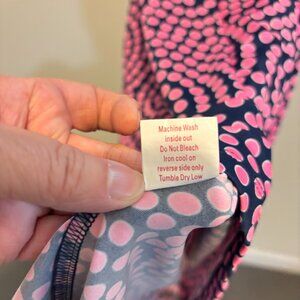 Machine Wash
inside out
Do Not Bleach
Iron cool on
reverse side only
Tumble Dry Low